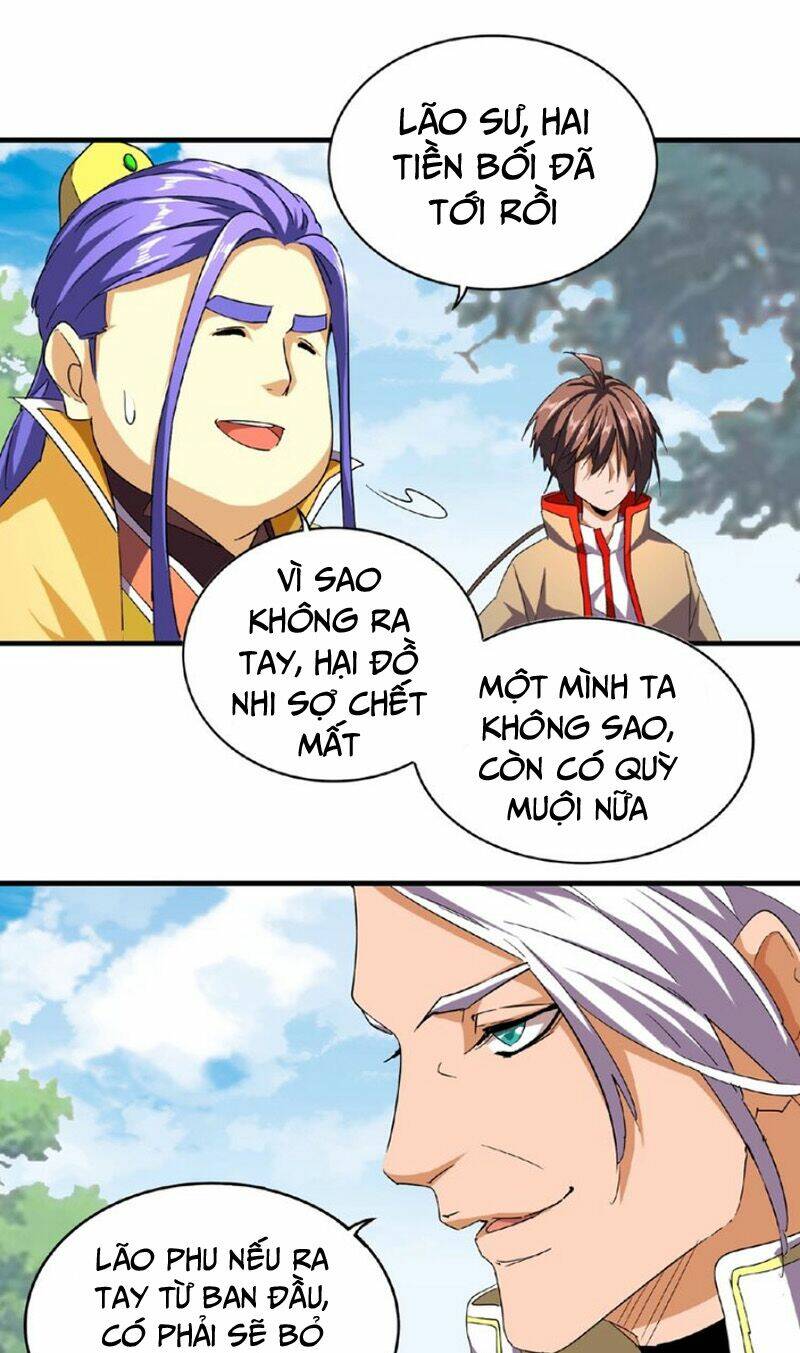 LÃO SƯ, HAI
TIỀN BỐI ĐÃ
TỚI RỒI
VÌ SAO
KHÔNG RA
TAY, HẠI ĐỒ
NHI SỢ CHẾT
MẤT
MỘT MÌNH TA
KHÔNG SAO,
CÒN CÓ QUỲ
MUỘI NỮA
LÃO PHU NẾU RA
TAY TỪ BAN ĐẦU,
CÓ PHẢI SẼ BỎ